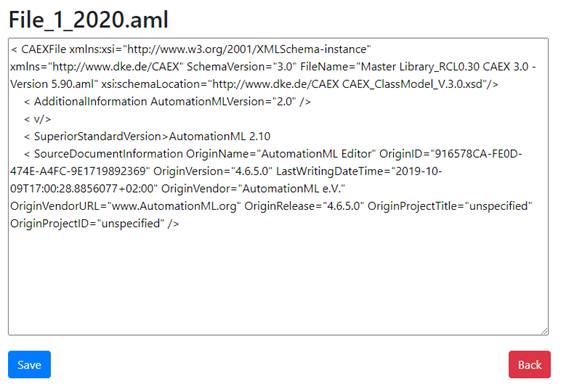 File_1_2020.aml
< CAEXFile xmlns:xsi="http://www.w3.org/2001/XMLSchema-instance"
xmlns="http://www.dke.de/CAEX" SchemaVersion="3.0" FileName="Master Library_RCL0.30 CAEX 3.0 -
Version 5.90.aml" xsi:schemaLocation="http://www.dke.de/CAEX CAEX_ClassModel_V.3.0.xsd"/>
< AdditionalInformation AutomationMLVersion="2.0" />
< v/>
< SuperiorStandardVersion>AutomationML 2.10
< SourceDocumentInformation OriginName="AutomationML Editor" OriginID="916578CA-FE0D-
474E-A4FC-9E1719892369" OriginVersion="4.6.5.0" LastWritingDateTime="2019-10-
09T17:00:28.8856077+02:00" OriginVendor="AutomationML e.V."
OriginVendorURL="www.AutomationML.org" OriginRelease="4.6.5.0" OriginProjectTitle="unspecified"
OriginProjectID="unspecified" />
Save
Back